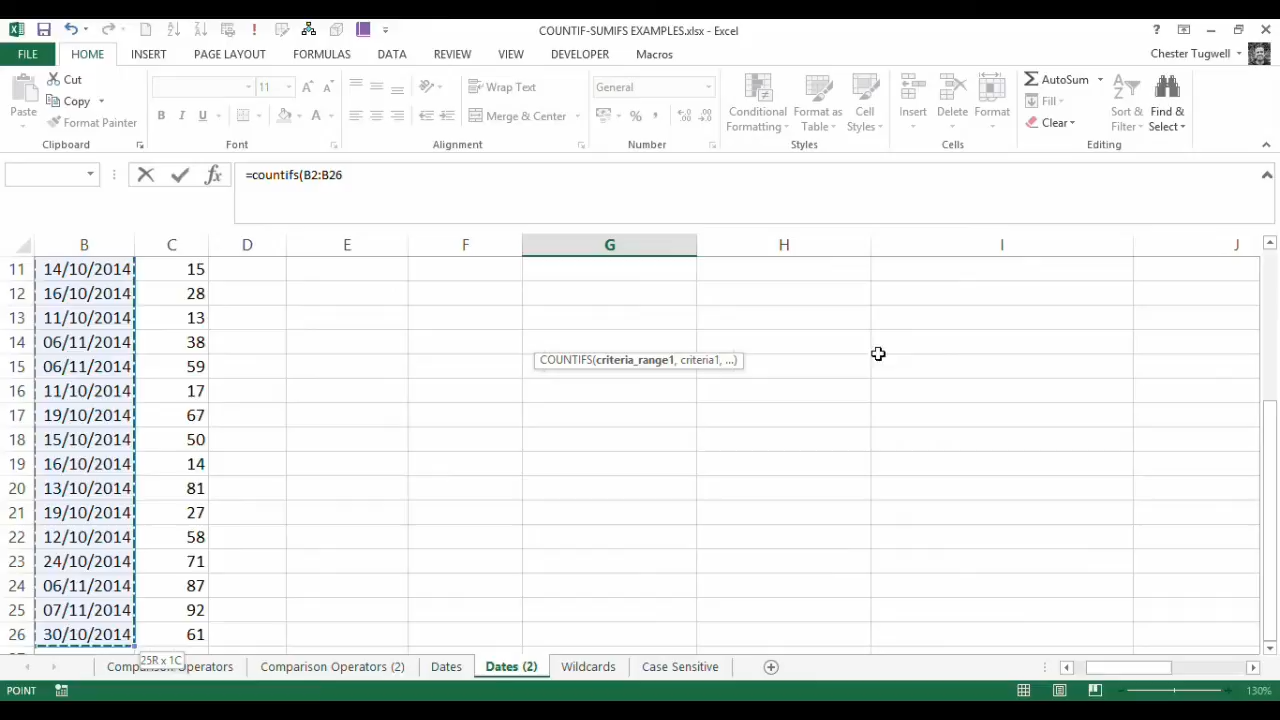 COUNTIF-SUMIFS EXAMPLES.xlsx - Excel
FILE HOME INSERT PAGE LAYOUT FORMULAS DATA REVIEW VIEW DEVELOPER Macros Chester Tugwell
Paste Cut Copy Format Painter
11 General
Wrap Text
Merge & Center
B I U
Conditional Formatting Format as Table Cell Styles
Insert Delete Format
AutoSum Fill Clear
Sort & Filter Find & Select
Clipboard Font Alignment Number Styles Cells Editing
=countifs(B2:B26
B C D E F G H I J
11 14/10/2014 15
12 16/10/2014 28
13 11/10/2014 13
14 06/11/2014 38
COUNTIFS(criteria_range1, criteria1, ...)
15 06/11/2014 59
16 11/10/2014 17
17 19/10/2014 67
18 15/10/2014 50
19 16/10/2014 14
20 13/10/2014 81
21 19/10/2014 27
22 12/10/2014 58
23 24/10/2014 71
24 06/11/2014 87
25 07/11/2014 92
26 30/10/2014 61
25R x 1C
Comparison Operators Comparison Operators (2) Dates Dates (2) Wildcards Case Sensitive
POINT 130%